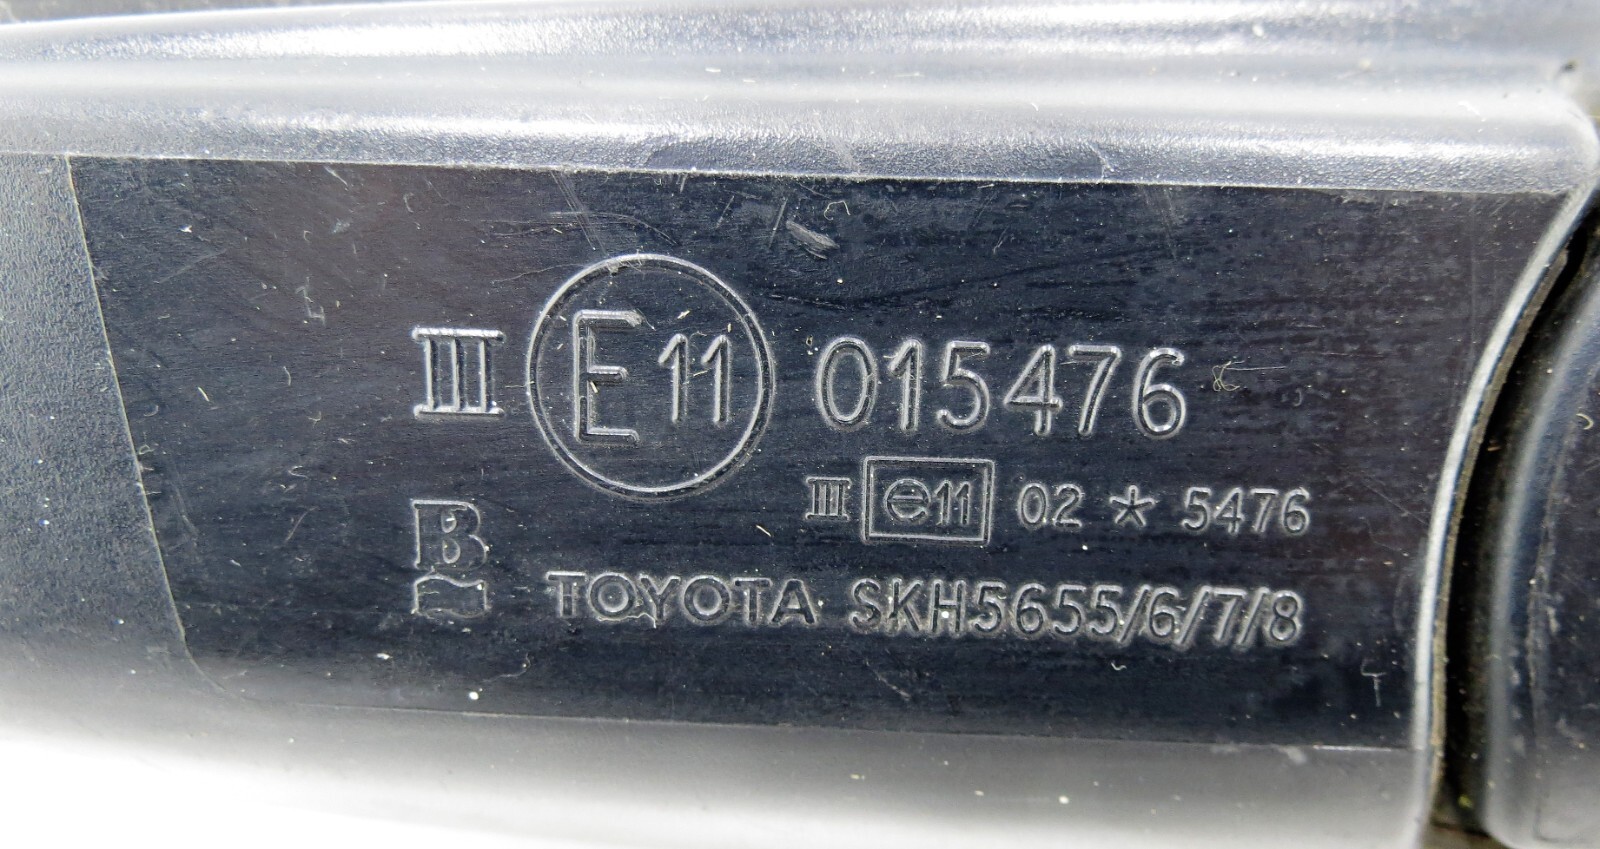 III E11 015476
III e11 02 * 5476
B
TOYOTA SKH5655/6/7/8